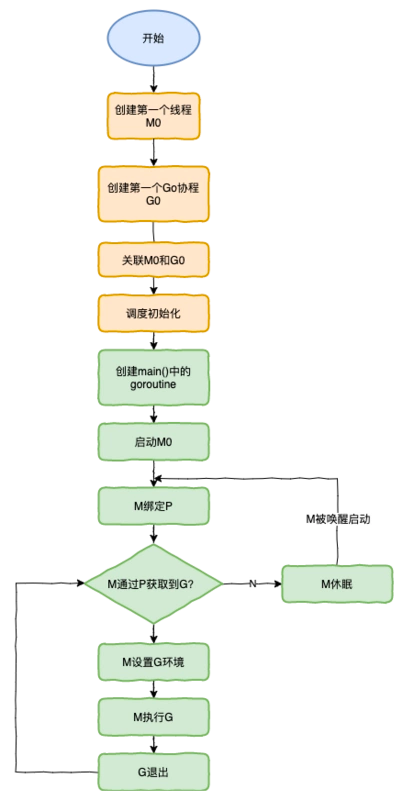 开始
创建第一个线程
M0
创建第一个Go协程
G0
关联M0和G0
调度初始化
创建main()中的
goroutine
启动M0
M绑定P
M被唤醒启动
M通过P获取到G?
N
M休眠
M设置G环境
M执行G
G退出